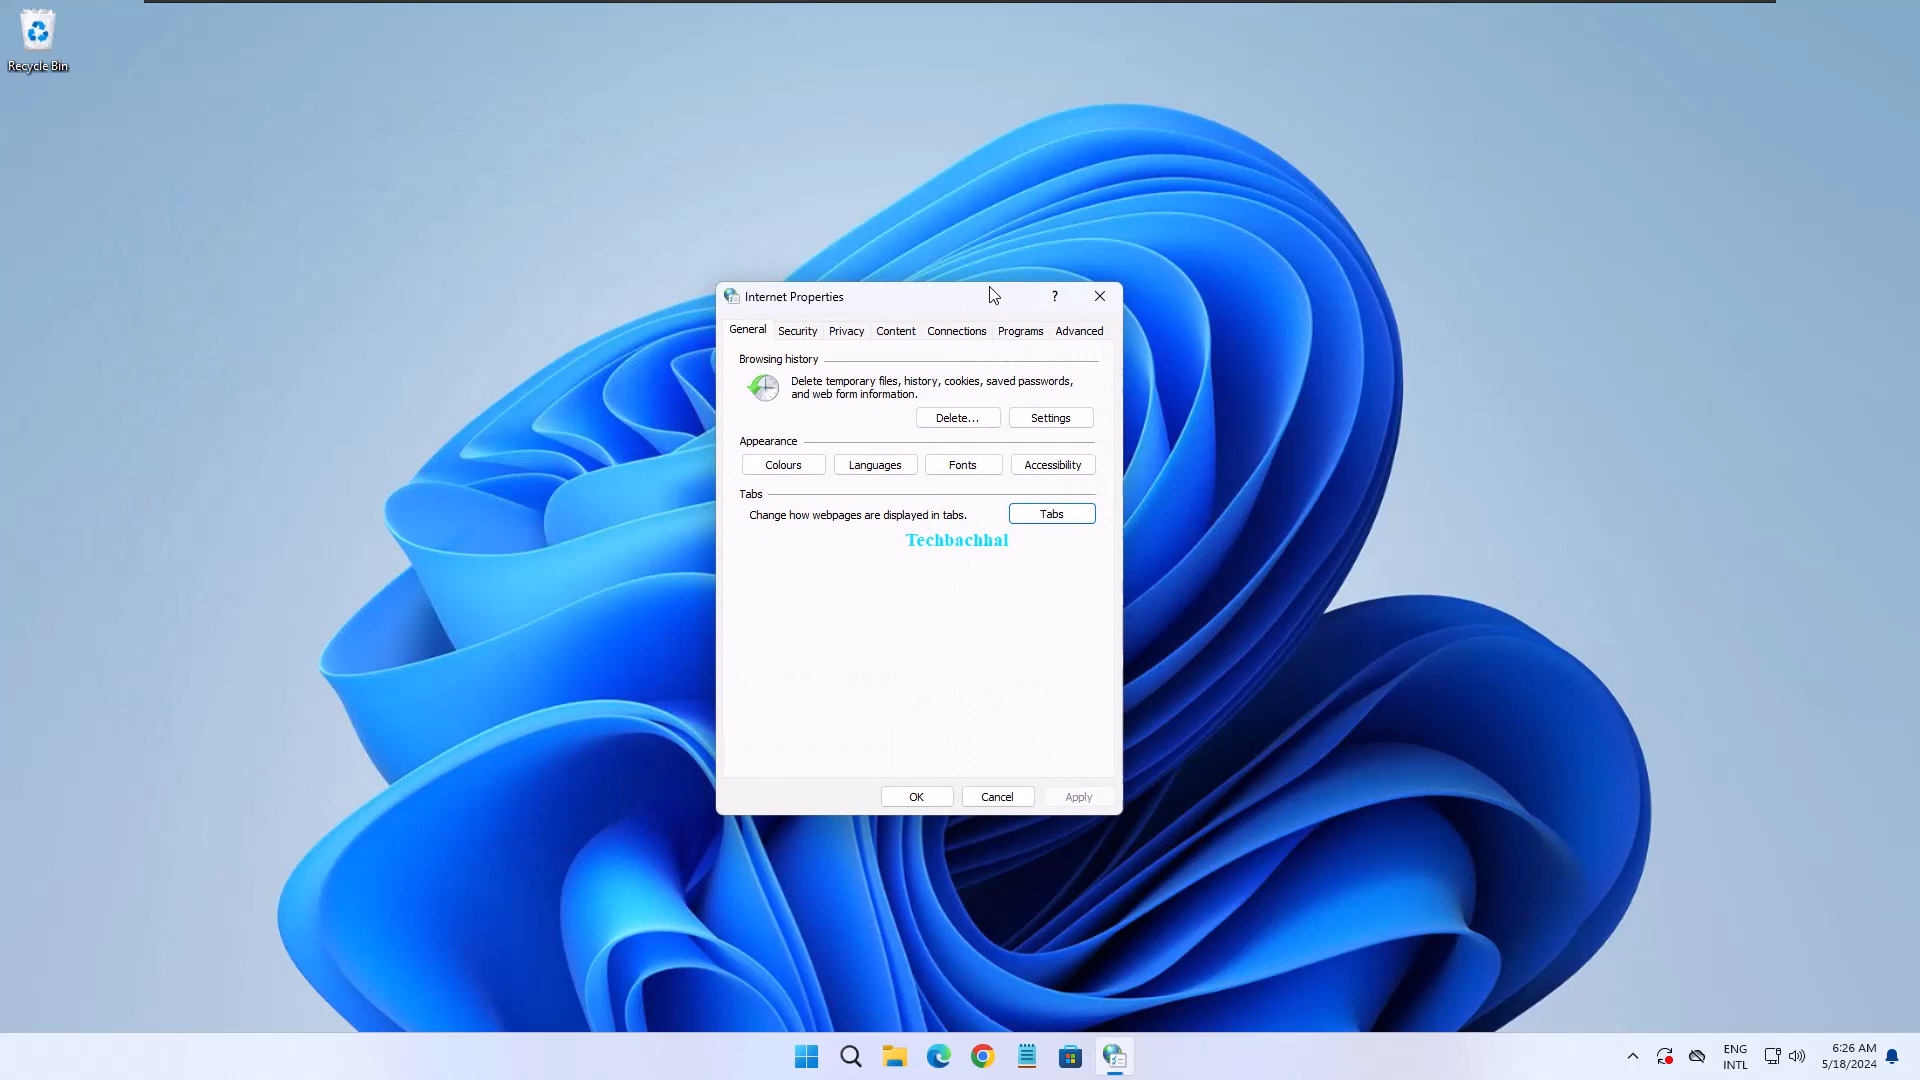 Recycle Bin
Internet Properties
?
General Security Privacy Content Connections Programs Advanced
Browsing history
Delete temporary files, history, cookies, saved passwords,
and web form information.
Delete... Settings
Appearance
Colours Languages Fonts Accessibility
Tabs
Change how webpages are displayed in tabs. Tabs
Techbachhal
OK Cancel Apply
ENG
INTL
6:26 AM
5/18/2024